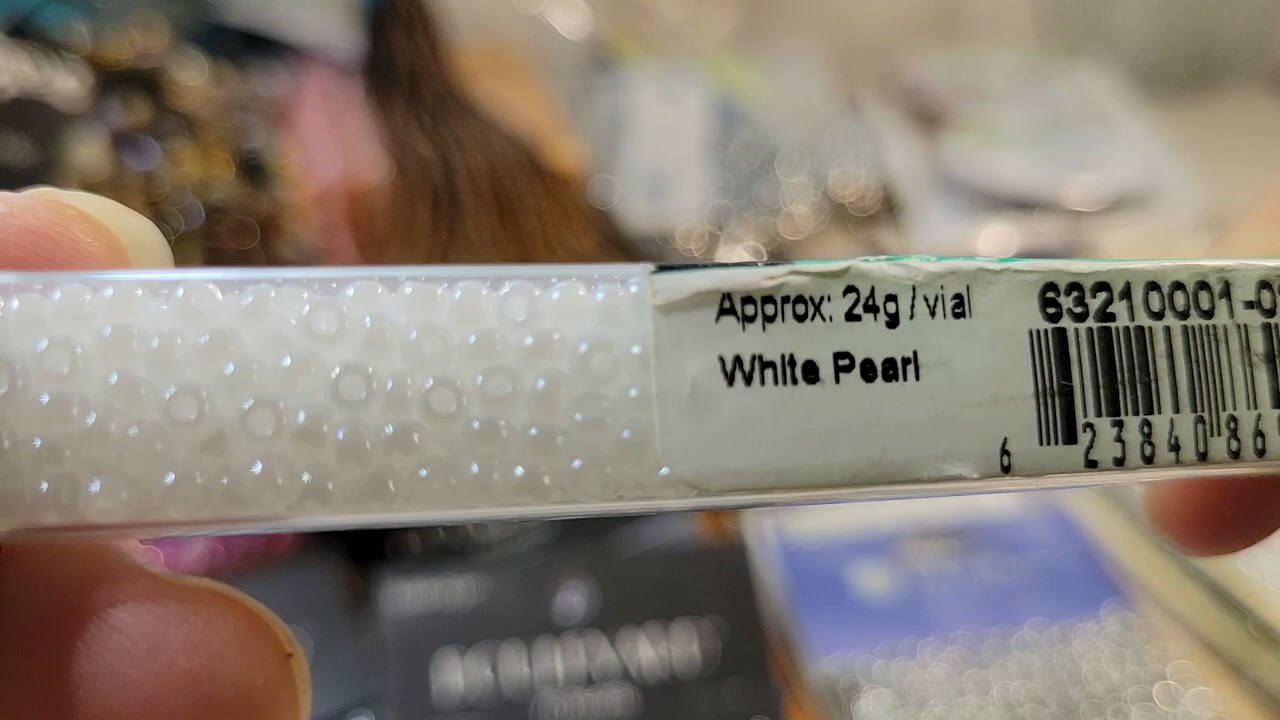 Approx: 24g / vial
White Pearl
63210001-0
6 23840 86